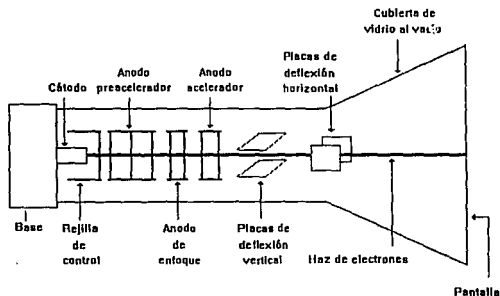 Cubierta de
vidrio al vacío
Placas de
deflexión
horizontal
Anodo
preacelerador
Anodo
acelerador
Cátodo
Base
Rejilla
de
control
Anodo
de
enfoque
Placas de
deflexión
vertical
Haz de electrones
Pantalla